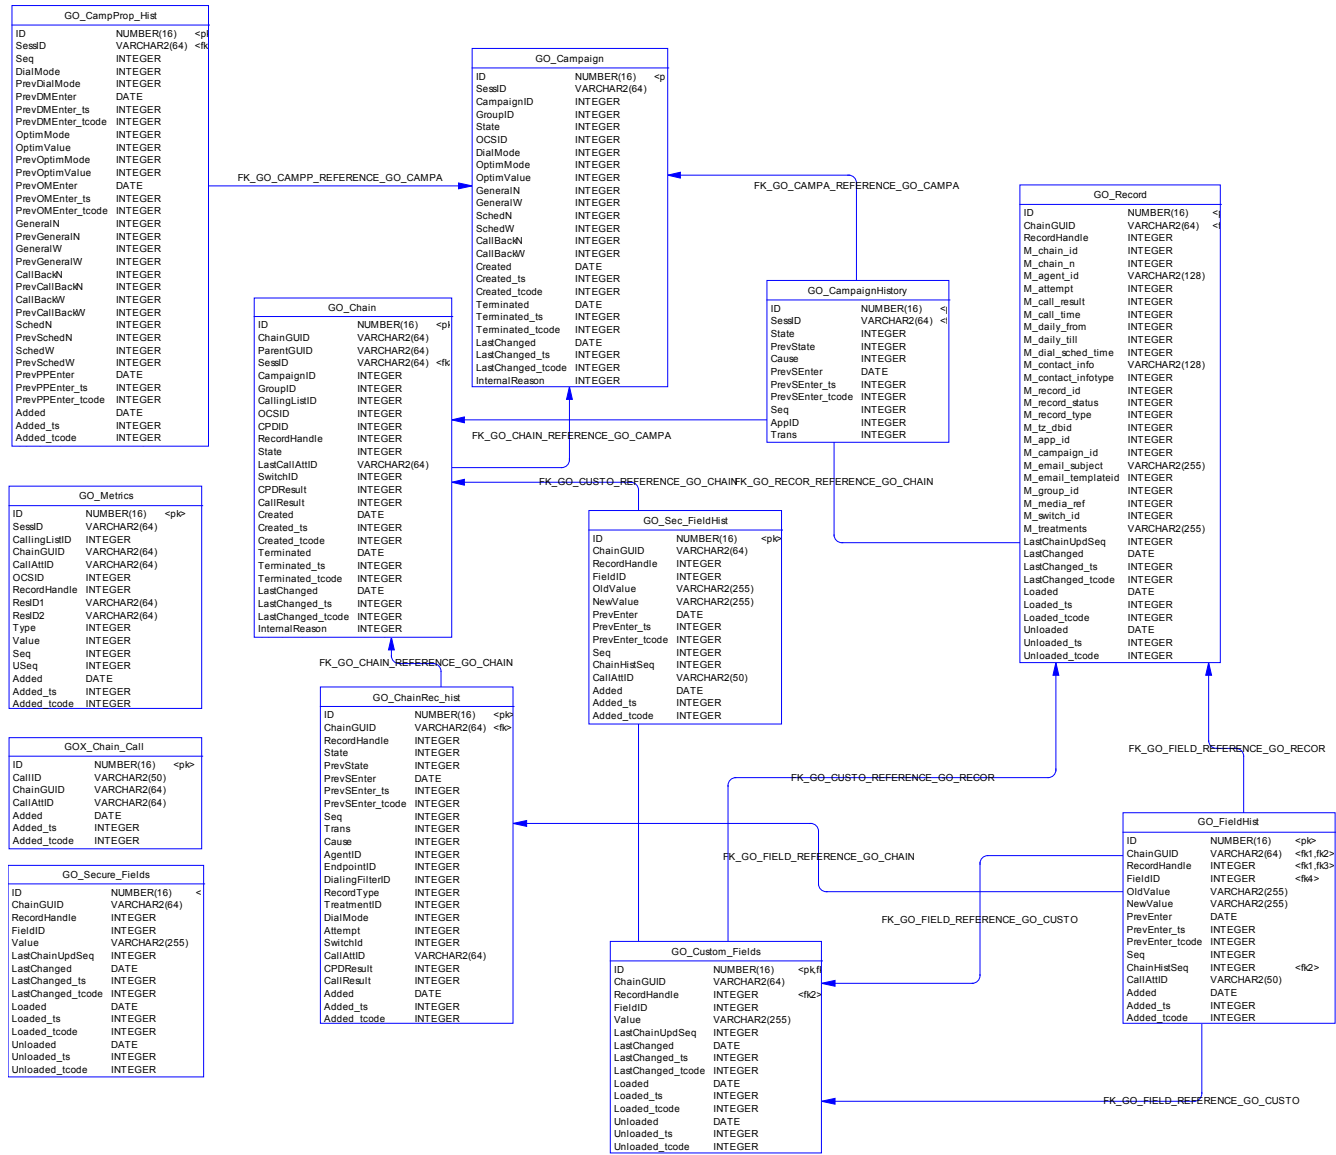 GO_CampProp_Hist
ID NUMBER(16) <pk
SessID VARCHAR2(64) <fk
Seq INTEGER
DialMode INTEGER
PrevDialMode INTEGER
PrevDMEnter DATE
PrevDMEnter_ts INTEGER
PrevDMEnter_tcode INTEGER
OptimMode INTEGER
OptimValue INTEGER
PrevOptimMode INTEGER
PrevOptimValue INTEGER
PrevOMEnter DATE
PrevOMEnter_ts INTEGER
PrevOMEnter_tcode INTEGER
GeneralN INTEGER
PrevGeneralN INTEGER
GeneralW INTEGER
PrevGeneralW INTEGER
CallBackN INTEGER
PrevCallBackN INTEGER
CallBackW INTEGER
PrevCallBackW INTEGER
SchedN INTEGER
PrevSchedN INTEGER
SchedW INTEGER
PrevSchedW INTEGER
PrevPPEnter DATE
PrevPPEnter_ts INTEGER
PrevPPEnter_tcode INTEGER
Added DATE
Added_ts INTEGER
Added_tcode INTEGER
FK_GO_CAMPP_REFERENCE_GO_CAMPA
GO_Campaign
ID NUMBER(16) <p
SessID VARCHAR2(64)
CampaignID INTEGER
GroupID INTEGER
State INTEGER
OCSID INTEGER
DialMode INTEGER
OptimMode INTEGER
OptimValue INTEGER
GeneralN INTEGER
GeneralW INTEGER
SchedN INTEGER
SchedW INTEGER
CallBackN INTEGER
CallBackW INTEGER
Created DATE
Created_ts INTEGER
Created_tcode INTEGER
Terminated DATE
Terminated_ts INTEGER
Terminated_tcode INTEGER
LastChanged DATE
LastChanged_ts INTEGER
LastChanged_tcode INTEGER
InternalReason INTEGER
FK_GO_CAMPA_REFERENCE_GO_CAMPA
GO_CampaignHistory
ID NUMBER(16) <
SessID VARCHAR2(64) <
State INTEGER
PrevState INTEGER
Cause INTEGER
PrevSEnter DATE
PrevSEnter_ts INTEGER
PrevSEnter_tcode INTEGER
Seq INTEGER
AppID INTEGER
Trans INTEGER
GO_Record
ID NUMBER(16) <p
ChainGUID VARCHAR2(64) <f
RecordHandle INTEGER
M_chain_id INTEGER
M_chain_n INTEGER
M_agent_id VARCHAR2(128)
M_attempt INTEGER
M_call_result INTEGER
M_call_time INTEGER
M_daily_from INTEGER
M_daily_till INTEGER
M_dial_sched_time INTEGER
M_contact_info VARCHAR2(128)
M_contact_infotype INTEGER
M_record_id INTEGER
M_record_status INTEGER
M_record_type INTEGER
M_tz_dbid INTEGER
M_app_id INTEGER
M_campaign_id INTEGER
M_email_subject VARCHAR2(255)
M_email_templateid INTEGER
M_group_id INTEGER
M_media_ref INTEGER
M_switch_id INTEGER
M_treatments VARCHAR2(255)
LastChainUpdSeq INTEGER
LastChanged DATE
LastChanged_ts INTEGER
LastChanged_tcode INTEGER
Loaded DATE
Loaded_ts INTEGER
Loaded_tcode INTEGER
Unloaded DATE
Unloaded_ts INTEGER
Unloaded_tcode INTEGER
GO_Chain
ID NUMBER(16) <pk
ChainGUID VARCHAR2(64)
ParentGUID VARCHAR2(64)
SessID VARCHAR2(64) <fk
CampaignID INTEGER
GroupID INTEGER
CallingListID INTEGER
OCSID INTEGER
CPDID INTEGER
RecordHandle INTEGER
State INTEGER
LastCallAttID VARCHAR2(64)
SwitchID INTEGER
CPDResult INTEGER
CallResult INTEGER
Created DATE
Created_ts INTEGER
Created_tcode INTEGER
Terminated DATE
Terminated_ts INTEGER
Terminated_tcode INTEGER
LastChanged DATE
LastChanged_ts INTEGER
LastChanged_tcode INTEGER
InternalReason INTEGER
FK_GO_CHAIN_REFERENCE_GO_CAMPA
FK_GO_CUSTO_REFERENCE_GO_CHAIN
FK_GO_RECOR_REFERENCE_GO_CHAIN
GO_Metrics
ID NUMBER(16) <pk>
SessID VARCHAR2(64)
CallingListID INTEGER
ChainGUID VARCHAR2(64)
CallAttID VARCHAR2(64)
OCSID INTEGER
RecordHandle INTEGER
ResID1 VARCHAR2(64)
ResID2 VARCHAR2(64)
Type INTEGER
Value INTEGER
Seq INTEGER
USeq INTEGER
Added DATE
Added_ts INTEGER
Added_tcode INTEGER
GO_Sec_FieldHist
ID NUMBER(16) <pk>
ChainGUID VARCHAR2(64)
RecordHandle INTEGER
FieldID INTEGER
OldValue VARCHAR2(255)
NewValue VARCHAR2(255)
PrevEnter DATE
PrevEnter_ts INTEGER
PrevEnter_tcode INTEGER
Seq INTEGER
ChainHistSeq INTEGER
CallAttID VARCHAR2(50)
Added DATE
Added_ts INTEGER
Added_tcode INTEGER
FK_GO_CHAIN_REFERENCE_GO_CHAIN
GO_ChainRec_hist
ID NUMBER(16) <pk>
ChainGUID VARCHAR2(64) <fk>
RecordHandle INTEGER
State INTEGER
PrevState INTEGER
PrevSEnter DATE
PrevSEnter_ts INTEGER
PrevSEnter_tcode INTEGER
Seq INTEGER
Trans INTEGER
Cause INTEGER
AgentID INTEGER
EndpointID INTEGER
DialingFilterID INTEGER
RecordType INTEGER
TreatmentID INTEGER
DialMode INTEGER
Attempt INTEGER
SwitchId INTEGER
CallAttID VARCHAR2(64)
CPDResult INTEGER
CallResult INTEGER
Added DATE
Added_ts INTEGER
Added_tcode INTEGER
GOX_Chain_Call
ID NUMBER(16) <pk>
CallID VARCHAR2(50)
ChainGUID VARCHAR2(64)
CallAttID VARCHAR2(64)
Added DATE
Added_ts INTEGER
Added_tcode INTEGER
GO_Secure_Fields
ID NUMBER(16) <
ChainGUID VARCHAR2(64)
RecordHandle INTEGER
FieldID INTEGER
Value VARCHAR2(255)
LastChainUpdSeq INTEGER
LastChanged DATE
LastChanged_ts INTEGER
LastChanged_tcode INTEGER
Loaded DATE
Loaded_ts INTEGER
Loaded_tcode INTEGER
Unloaded DATE
Unloaded_ts INTEGER
Unloaded_tcode INTEGER
FK_GO_FIELD_REFERENCE_GO_RECOR
FK_GO_CUSTO_REFERENCE_GO_RECOR
FK_GO_FIELD_REFERENCE_GO_CHAIN
FK_GO_FIELD_REFERENCE_GO_CUSTO
GO_FieldHist
ID NUMBER(16) <pk>
ChainGUID VARCHAR2(64) <fk1,fk2>
RecordHandle INTEGER <fk1,fk3>
FieldID INTEGER <fk4>
OldValue VARCHAR2(255)
NewValue VARCHAR2(255)
PrevEnter DATE
PrevEnter_ts INTEGER
PrevEnter_tcode INTEGER
Seq INTEGER
ChainHistSeq INTEGER <fk2>
CallAttID VARCHAR2(50)
Added DATE
Added_ts INTEGER
Added_tcode INTEGER
GO_Custom_Fields
ID NUMBER(16) <pk,fk
ChainGUID VARCHAR2(64)
RecordHandle INTEGER <fk2>
FieldID INTEGER
Value VARCHAR2(255)
LastChainUpdSeq INTEGER
LastChanged DATE
LastChanged_ts INTEGER
LastChanged_tcode INTEGER
Loaded DATE
Loaded_ts INTEGER
Loaded_tcode INTEGER
Unloaded DATE
Unloaded_ts INTEGER
Unloaded_tcode INTEGER
FK_GO_FIELD_REFERENCE_GO_CUSTO